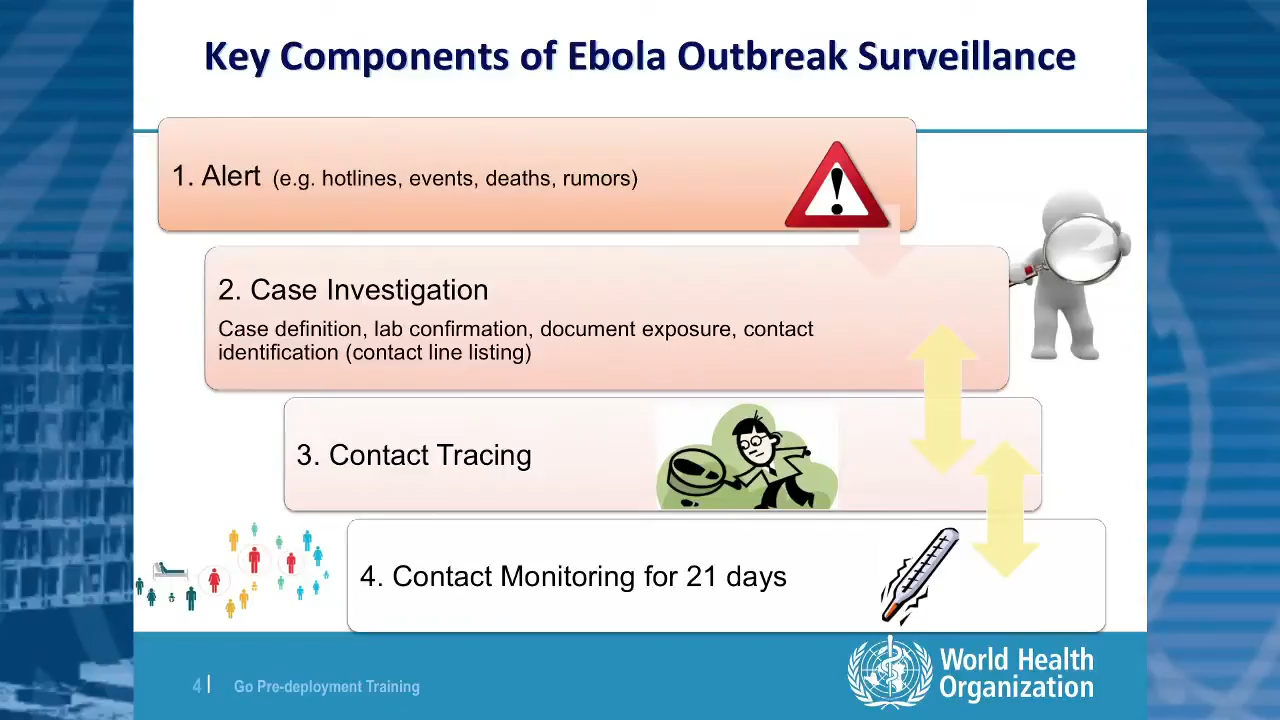 Key Components of Ebola Outbreak Surveillance
1. Alert (e.g. hotlines, events, deaths, rumors)
2. Case Investigation
Case definition, lab confirmation, document exposure, contact
identification (contact line listing)
3. Contact Tracing
4. Contact Monitoring for 21 days
4 | Go Pre-deployment Training
World Health
Organization